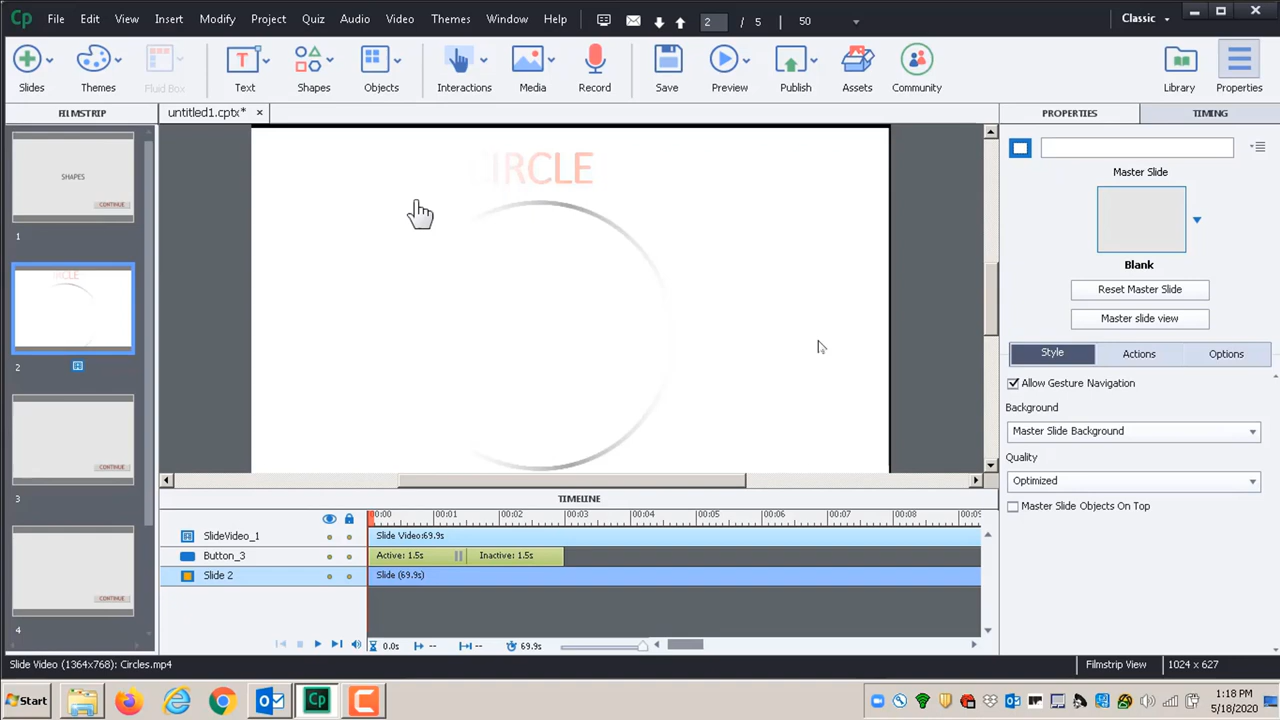 Cp File Edit View Insert Modify Project Quiz Audio Video Themes Window Help 2 / 5 50 Classic
Slides Themes Fluid Box Text Shapes Objects Interactions Media Record Save Preview Publish Assets Community Library Properties
FILMSTRIP untitled1.cptx* × PROPERTIES TIMING
SHAPES
CONTINUE
1
CIRCLE
2
CONTINUE
3
CONTINUE
4
CIRCLE
Master Slide
Blank
Reset Master Slide
Master slide view
Style Actions Options
Allow Gesture Navigation
Background
Master Slide Background
Quality
Optimized
Master Slide Objects On Top
TIMELINE
00:00 00:01 00:02 00:03 00:04 00:05 00:06 00:07 00:08 00:09
SlideVideo_1 Slide Video:69.9s
Button_3 Active: 1.5s Inactive: 1.5s
Slide 2 Slide (69.9s)
0.0s -- -- 69.9s
Slide Video (1364x768): Circles.mp4 Filmstrip View 1024 x 627
Start Cp 1:18 PM
5/18/2020